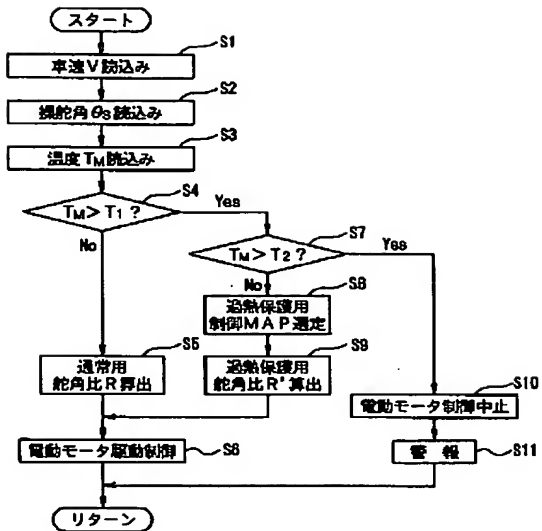 スタート
S1
車速V読込み
S2
操舵角θS読込み
S3
温度TM読込み
S4
TM>T1?
Yes
No
S7
TM>T2?
Yes
No
S8
過熱保護用
制御MAP選定
S5
通常用
舵角比R算出
S9
過熱保護用
舵角比R'算出
S10
電動モータ制御中止
電動モータ駆動制御
S6
警 報
S11
リターン